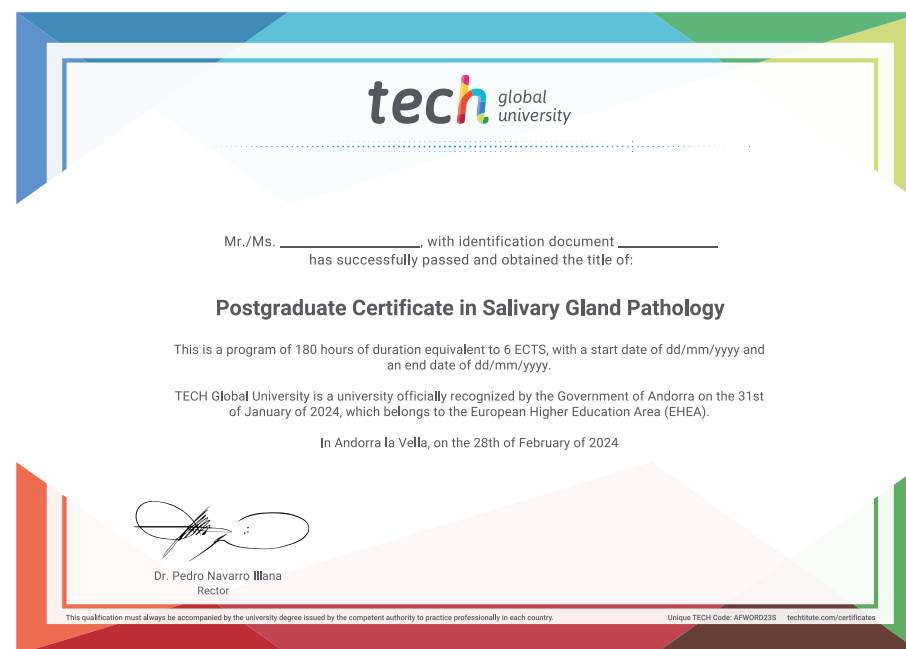 tech global university
Mr./Ms. ____________________, with identification document ______________
has successfully passed and obtained the title of:
Postgraduate Certificate in Salivary Gland Pathology
This is a program of 180 hours of duration equivalent to 6 ECTS, with a start date of dd/mm/yyyy and
an end date of dd/mm/yyyy.
TECH Global University is a university officially recognized by the Government of Andorra on the 31st
of January of 2024, which belongs to the European Higher Education Area (EHEA).
In Andorra la Vella, on the 28th of February of 2024
Dr. Pedro Navarro Illana
Rector
This qualification must always be accompanied by the university degree issued by the competent authority to practice professionally in each country.
Unique TECH Code: AFWORD23S techtitute.com/certificates